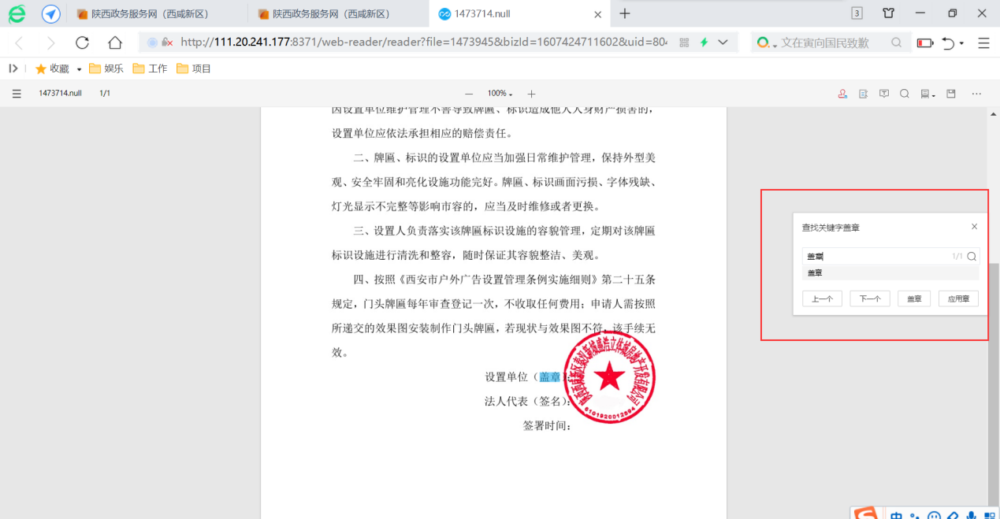 陕西政务服务网（西咸新区）
陕西政务服务网（西咸新区）
1473714.null
3
http://111.20.241.177:8371/web-reader/reader?file=1473945&bizId=1607424711602&uid=804
文在寅向国民致歉
收藏
娱乐
工作
项目
1473714.null
1/1
100%
因设置单位维护管理不善导致牌匾、标识造成他人人身财产损害的，
设置单位应依法承担相应的赔偿责任。
二、牌匾、标识的设置单位应当加强日常维护管理，保持外型美
观、安全牢固和亮化设施功能完好。牌匾、标识画面污损、字体残缺、
灯光显示不完整等影响市容的，应当及时维修或者更换。
三、设置人负责落实该牌匾标识设施的容貌管理，定期对该牌匾
标识设施进行清洗和整容，随时保证其容貌整洁、美观。
四、按照《西安市户外广告设置管理条例实施细则》第二十五条
规定，门头牌匾每年审查登记一次，不收取任何费用；申请人需按照
所递交的效果图安装制作门头牌匾，若现状与效果图不符，该手续无
效。
设置单位（盖章）：
法人代表（签名）：
签署时间：
6101920012894
查找关键字盖章
盖章
1/1
盖章
上一个
下一个
盖章
应用章
中